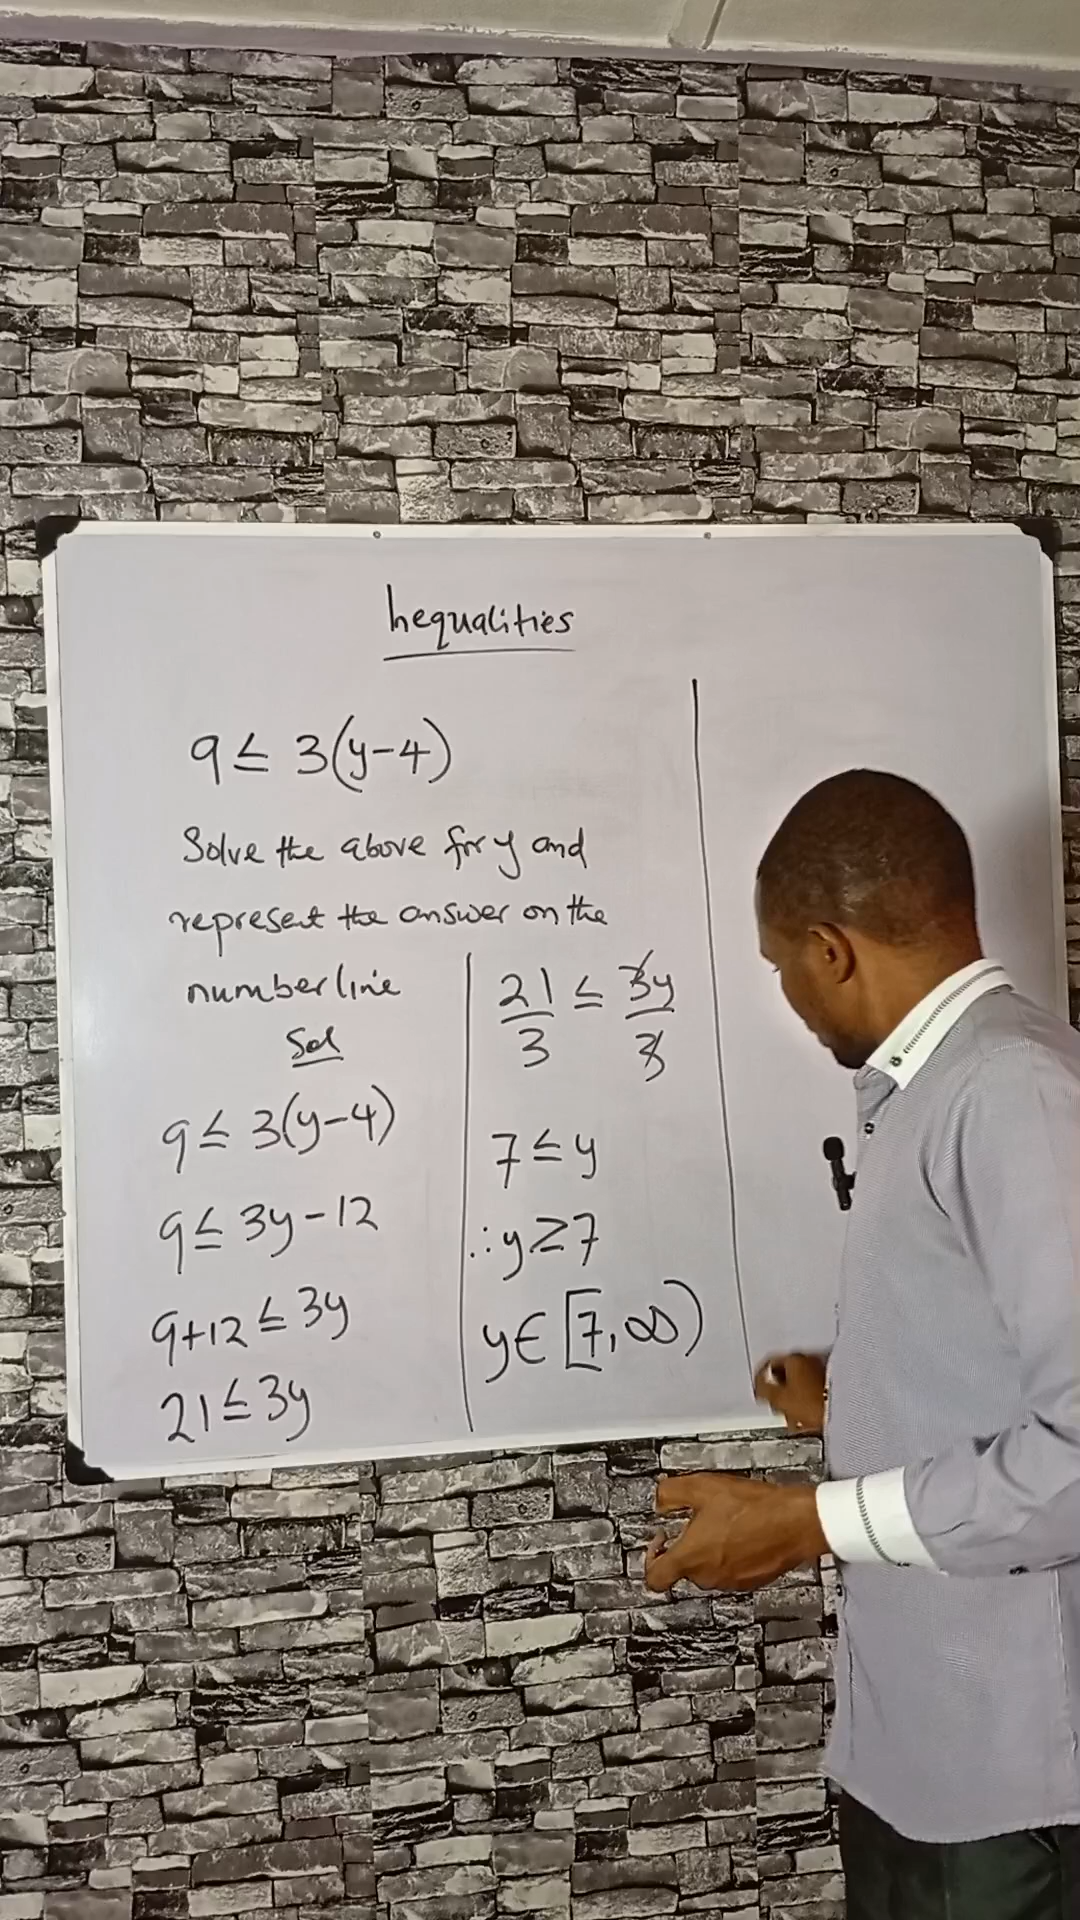 Inequalities
9 ≤ 3(y-4)
Solve the above for y and
represent the answer on the
number line
Sol
9 ≤ 3(y-4)
9 ≤ 3y-12
9+12 ≤ 3y
21 ≤ 3y
21/3 ≤ 3y/3
7 ≤ y
∴ y ≥ 7
y ∈ [7, ∞)